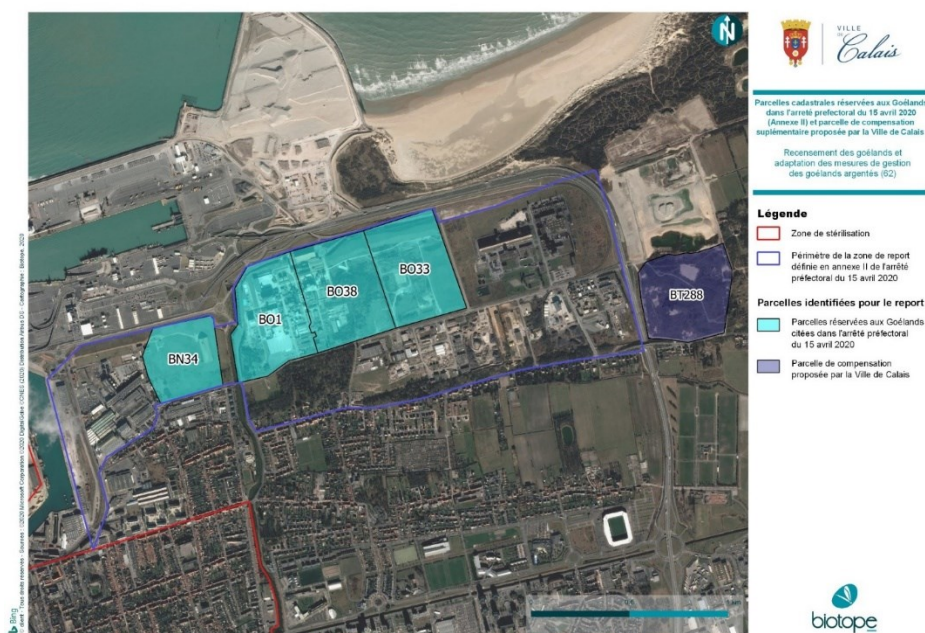 N
VILLE
de
Calais
Parcelles cadastrales réservées aux Goélands
dans l'arreté prefectoral du 15 avril 2020
(Annexe II) et parcelle de compensation
suplémentaire proposée par la Ville de Calais
Recensement des goélands et
adaptation des mesures de gestion
des goélands argentés (62)
Légende
Zone de stérilisation
Périmètre de la zone de report
définie en annexe II de l'arrêté
préfectoral du 15 avril 2020
Parcelles identifiées pour le report
Parcelles réservées aux Goélands
citées dans l'arrêté préfectoral
du 15 avril 2020
Parcelle de compensation
proposée par la Ville de Calais
BO33
BO38
BO1
BN34
BT288
Bing
biotope